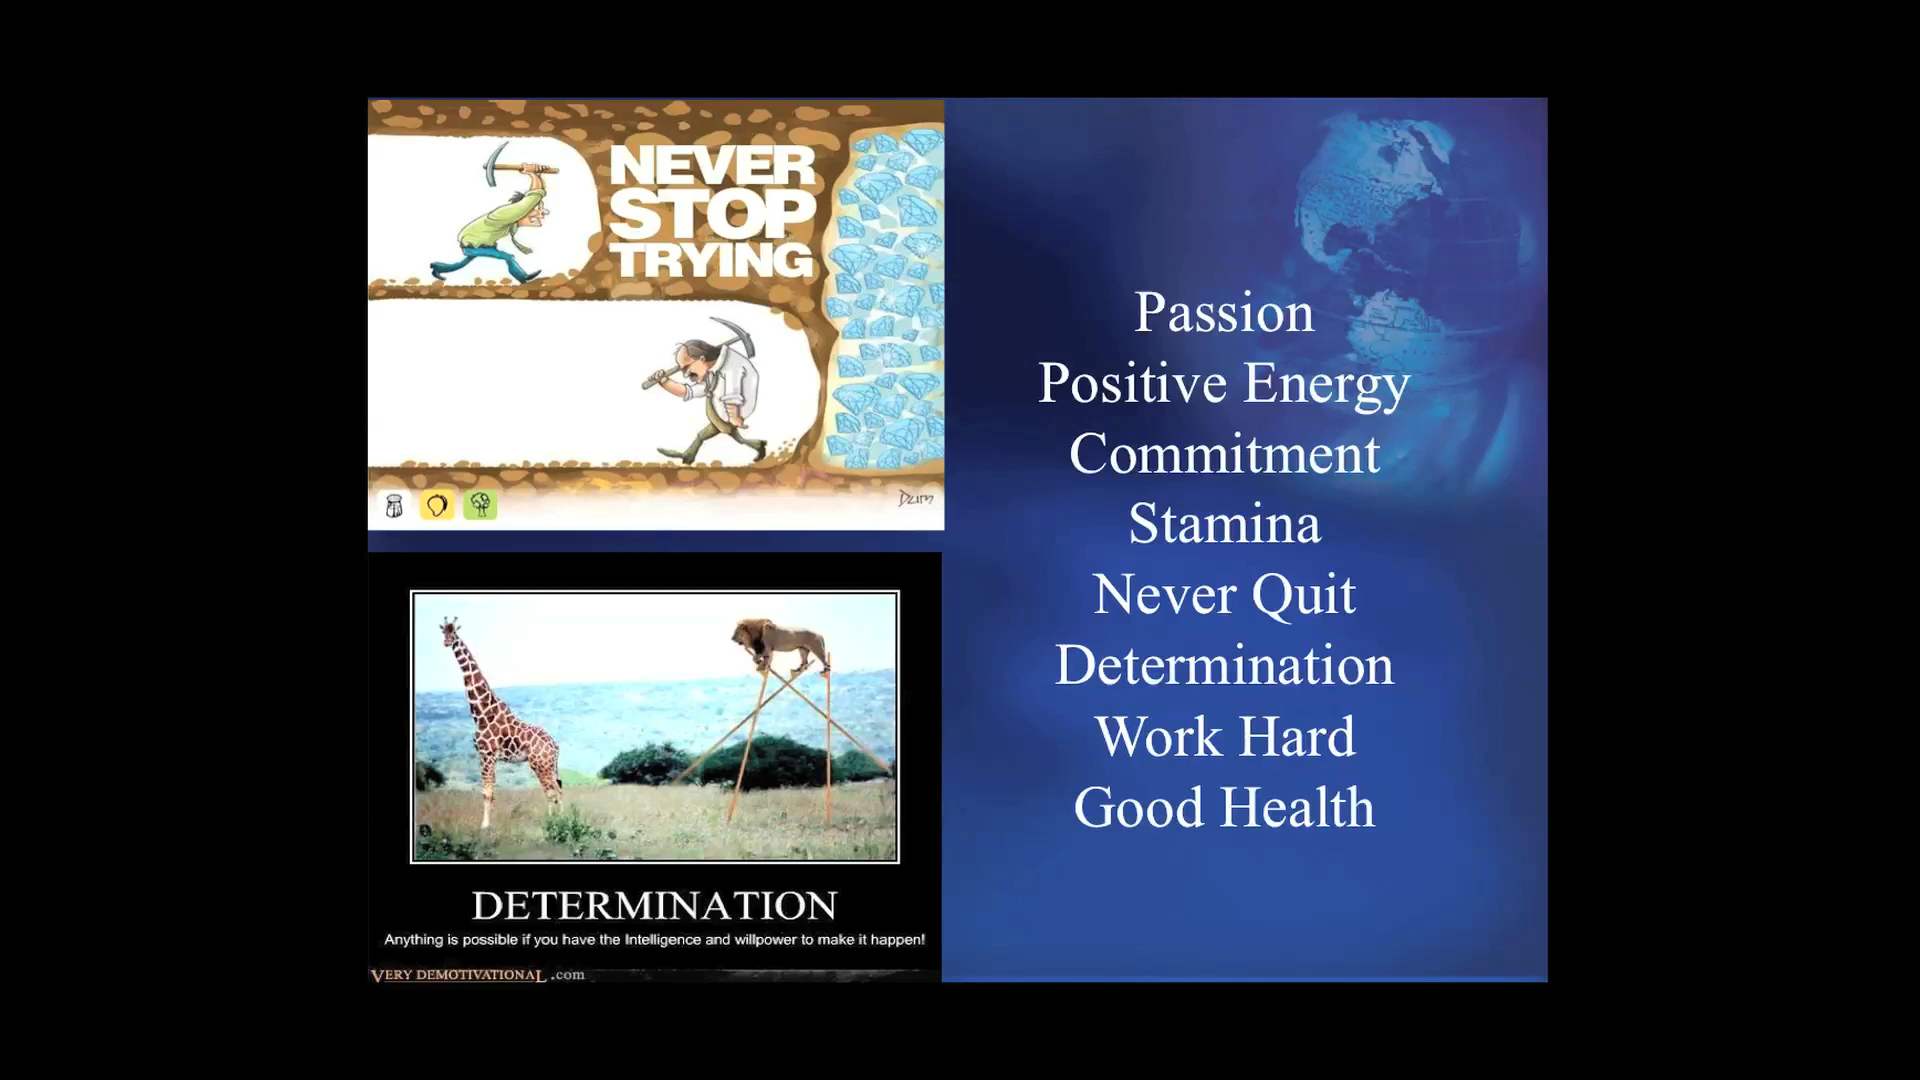 NEVER
STOP
TRYING
DETERMINATION
Anything is possible if you have the Intelligence and willpower to make it happen!
VERY DEMOTIVATIONAL .com
Passion
Positive Energy
Commitment
Stamina
Never Quit
Determination
Work Hard
Good Health